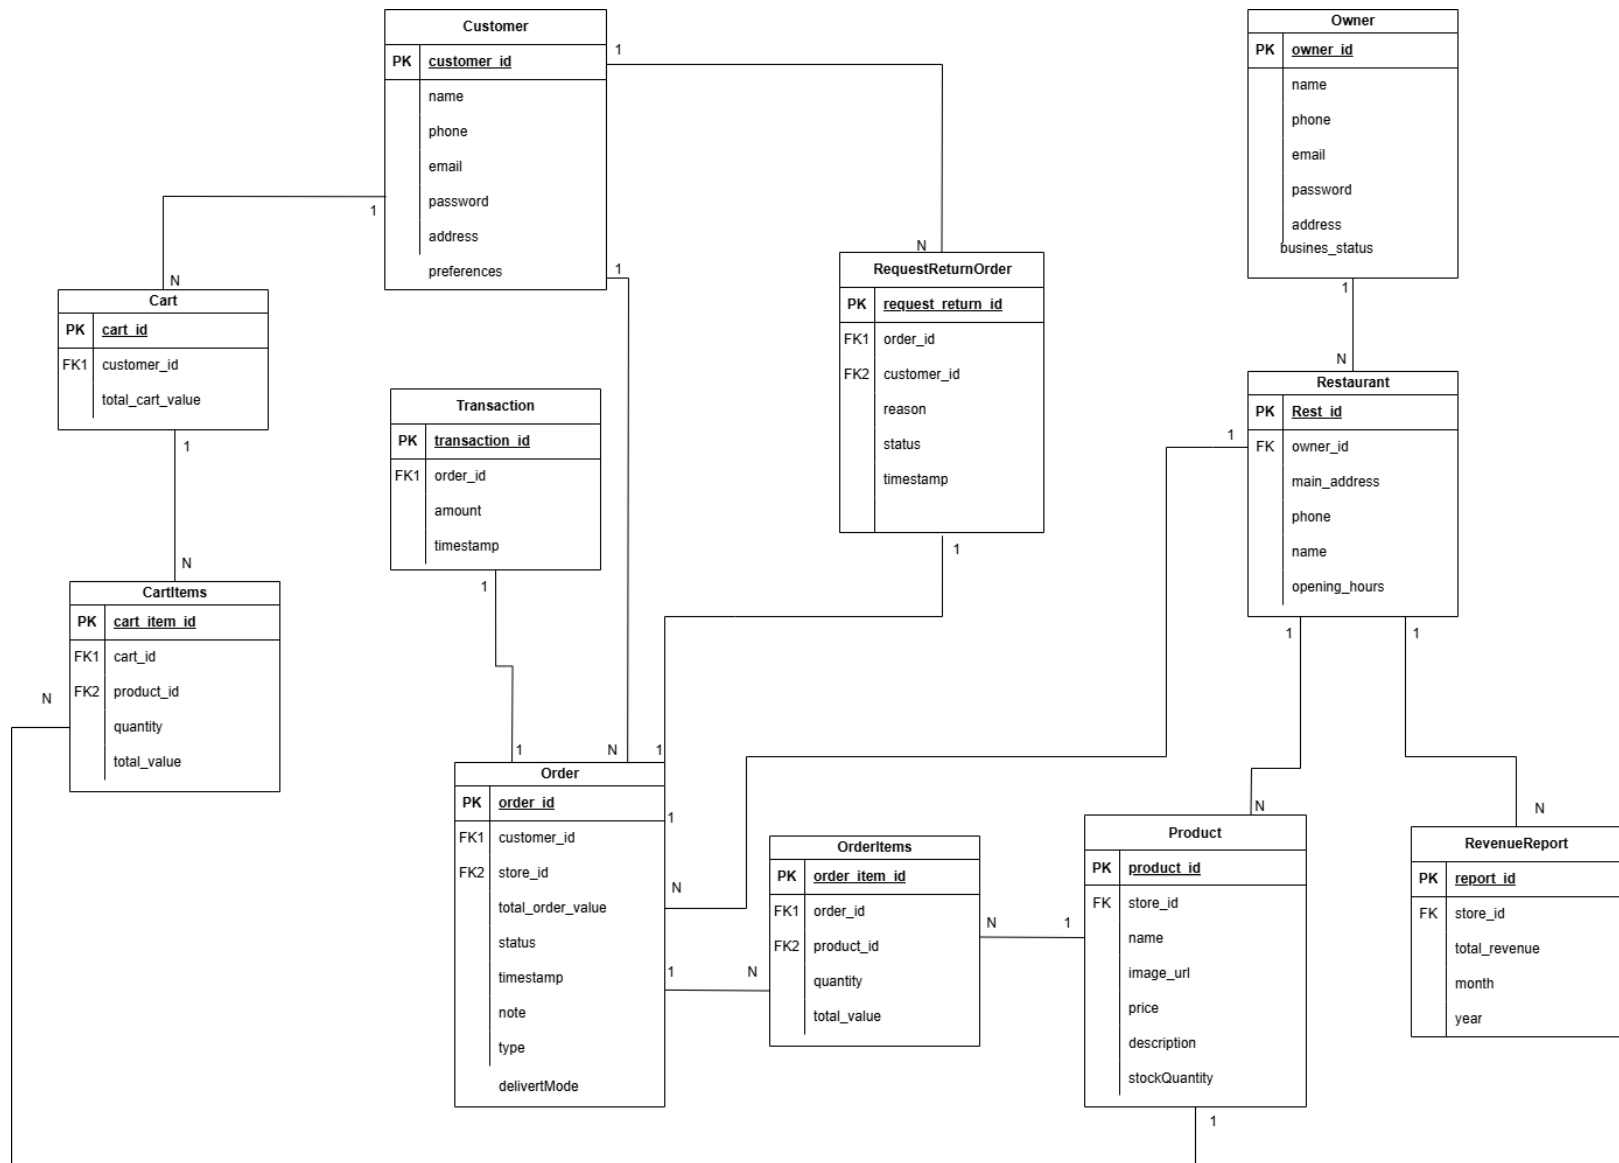 Customer
PK customer_id
name
phone
email
password
address
preferences
1
1
1
N
N
Owner
PK owner_id
name
phone
email
password
address
busines_status
1
N
RequestReturnOrder
PK request_return_id
FK1 order_id
FK2 customer_id
reason
status
timestamp
1
Cart
PK cart_id
FK1 customer_id
total_cart_value
1
N
Transaction
PK transaction_id
FK1 order_id
amount
timestamp
1
Restaurant
PK Rest_id
FK owner_id
main_address
phone
name
opening_hours
1
1
1
CartItems
PK cart_item_id
FK1 cart_id
FK2 product_id
quantity
total_value
N
1
N
1
Order
PK order_id
FK1 customer_id
FK2 store_id
total_order_value
status
timestamp
note
type
delivertMode
1
N
1
N
OrderItems
PK order_item_id
FK1 order_id
FK2 product_id
quantity
total_value
N
1
N
Product
PK product_id
FK store_id
name
image_url
price
description
stockQuantity
1
N
RevenueReport
PK report_id
FK store_id
total_revenue
month
year